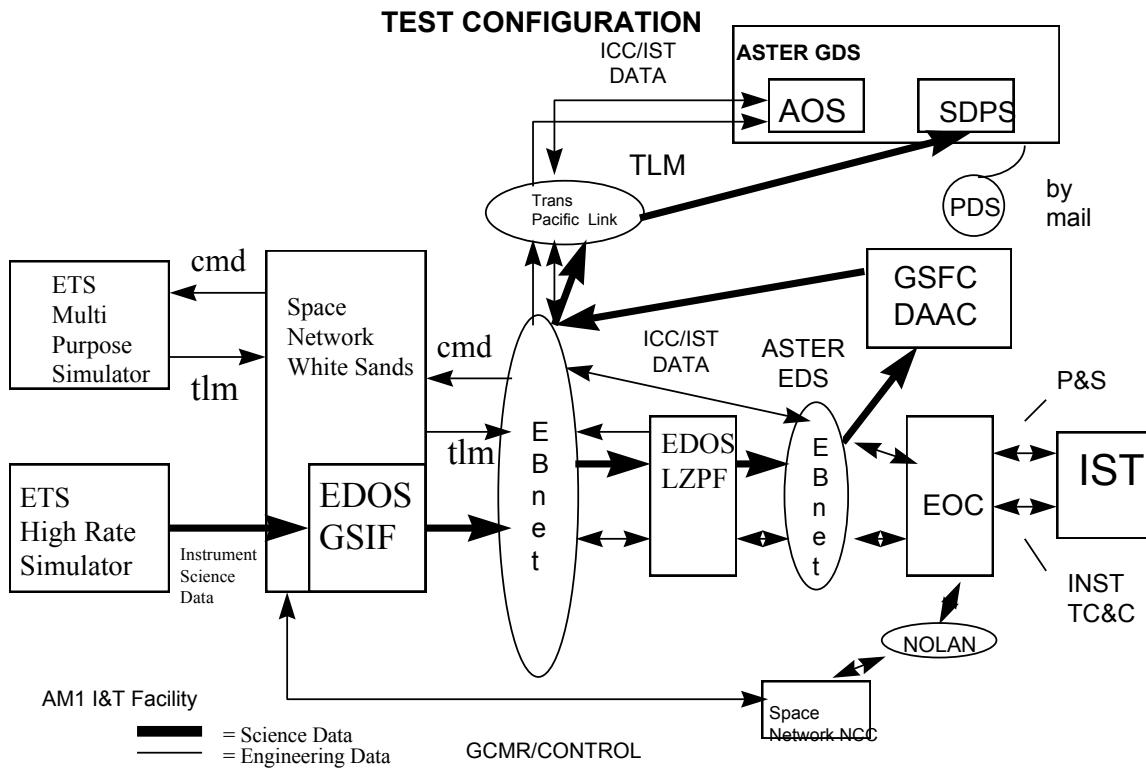 TEST CONFIGURATION
ICC/IST
DATA
ASTER GDS
AOS
SDPS
TLM
Trans
Pacific Link
PDS
by
mail
ETS
Multi
Purpose
Simulator
cmd
tlm
Space
Network
White Sands
cmd
tlm
GSFC
DAAC
ICC/IST
DATA
ASTER
EDS
P&S
EBnet
EDOS
LZPF
EBnet
EOC
IST
ETS
High Rate
Simulator
Instrument
Science
Data
EDOS
GSIF
INST
TC&C
NOLAN
Space
Network NCC
AM1 I&T Facility
= Science Data
= Engineering Data
GCMR/CONTROL